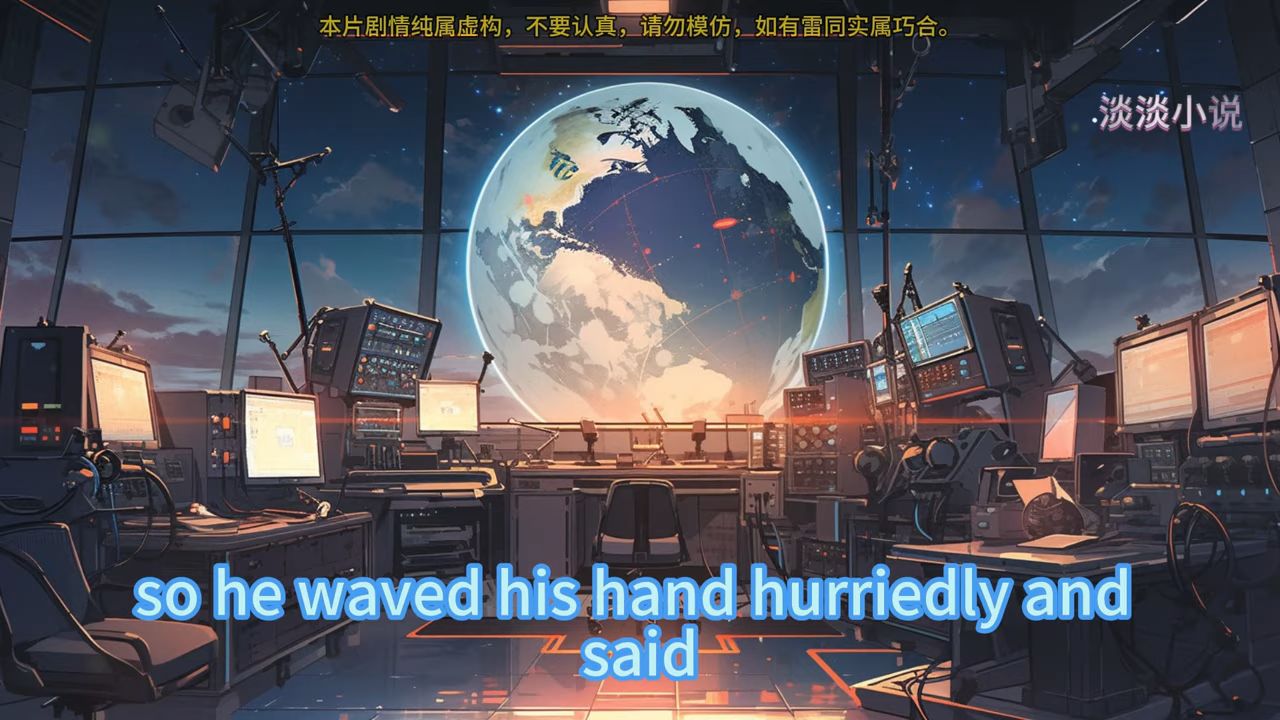 本片剧情纯属虚构，不要认真，请勿模仿，如有雷同实属巧合。
.淡淡小说
so he waved his hand hurriedly and
said